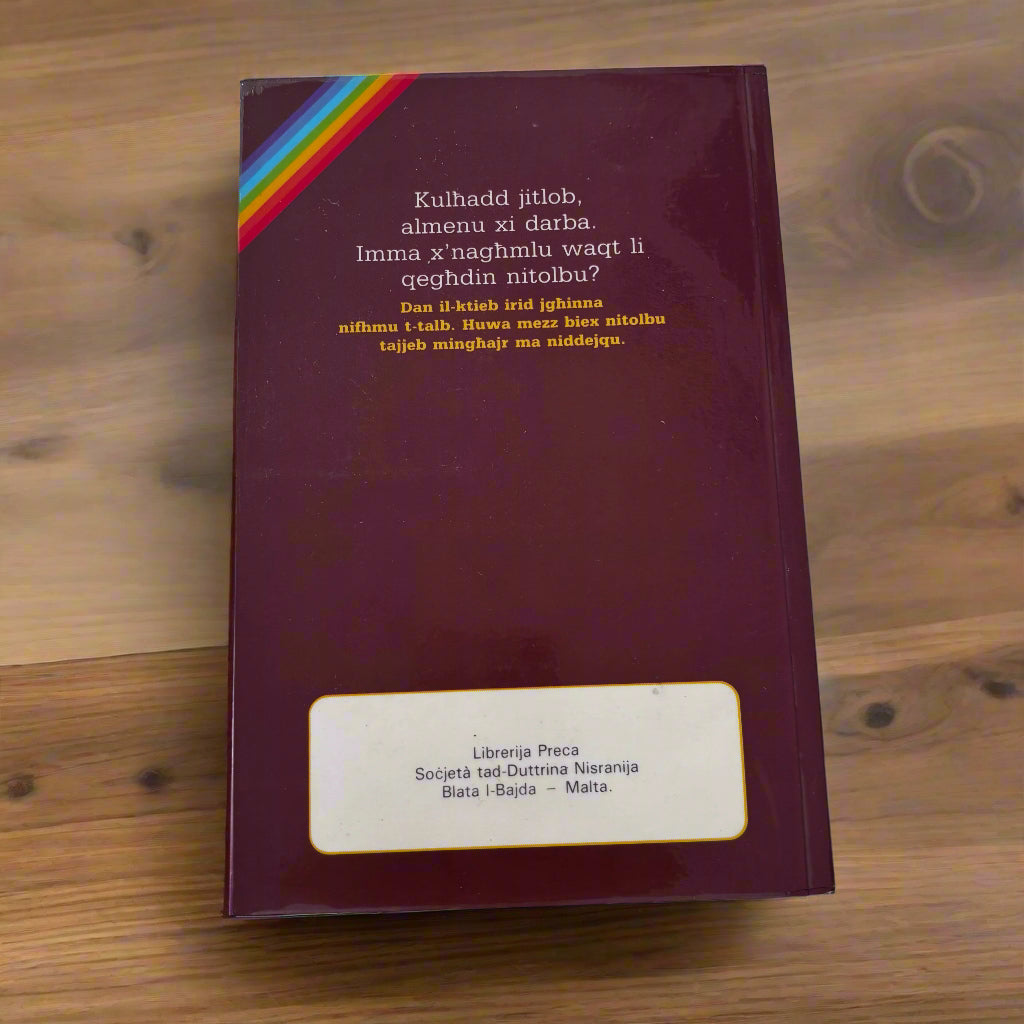 Kulħadd jitlob,
almenu xi darba.
Imma x'nagħmlu waqt li
qegħdin nitolbu?
Dan il-ktieb irid jgħinna
nifhmu t-talb. Huwa mezz biex nitolbu
tajjeb mingħajr ma niddejqu.
Librerija Preca
Soċjetà tad-Duttrina Nisranija
Blata l-Bajda – Malta.